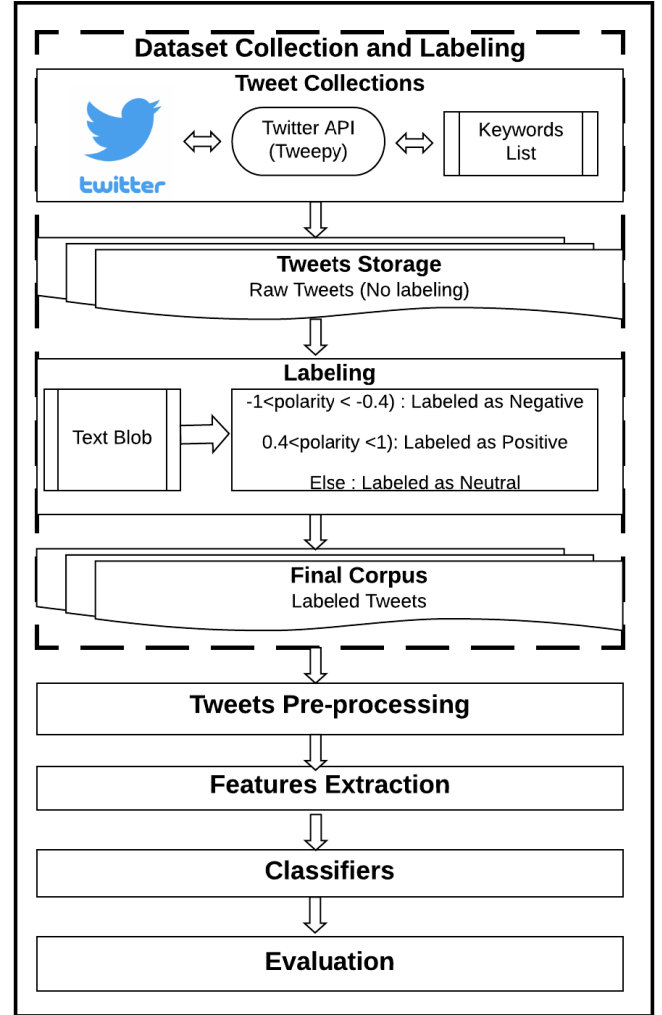 Dataset Collection and Labeling
Tweet Collections
twitter
Twitter API
(Tweepy)
Keywords
List
Tweets Storage
Raw Tweets (No labeling)
Labeling
Text Blob
-1<polarity < -0.4) : Labeled as Negative
0.4<polarity <1): Labeled as Positive
Else : Labeled as Neutral
Final Corpus
Labeled Tweets
Tweets Pre-processing
Features Extraction
Classifiers
Evaluation